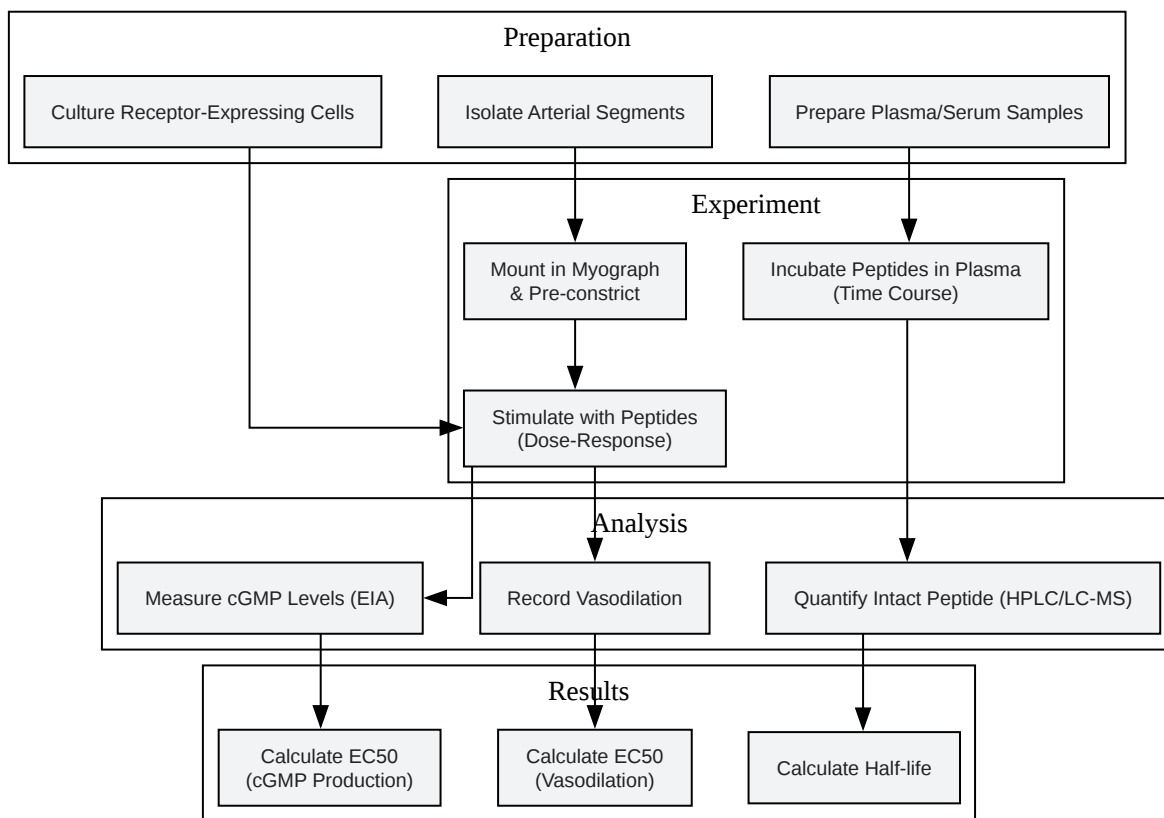 Preparation
Culture Receptor-Expressing Cells
Isolate Arterial Segments
Prepare Plasma/Serum Samples
Experiment
Mount in Myograph
& Pre-constrict
Incubate Peptides in Plasma
(Time Course)
Stimulate with Peptides
(Dose-Response)
Analysis
Measure cGMP Levels (EIA)
Record Vasodilation
Quantify Intact Peptide (HPLC/LC-MS)
Results
Calculate EC50
(cGMP Production)
Calculate EC50
(Vasodilation)
Calculate Half-life